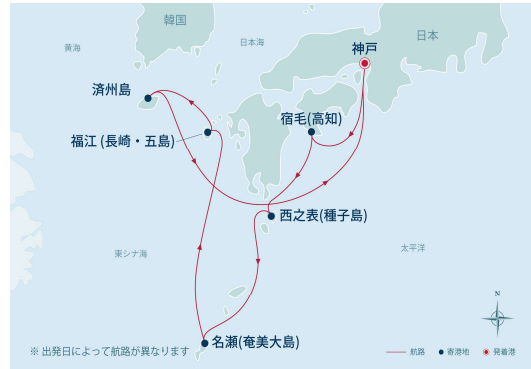 韓国
黄海
日本海
神戸
日本
済州島
宿毛(高知)
福江 (長崎・五島)
西之表(種子島)
東シナ海
太平洋
N
名瀬(奄美大島)
※ 出発日によって航路が異なります
航路 寄港地 発着港